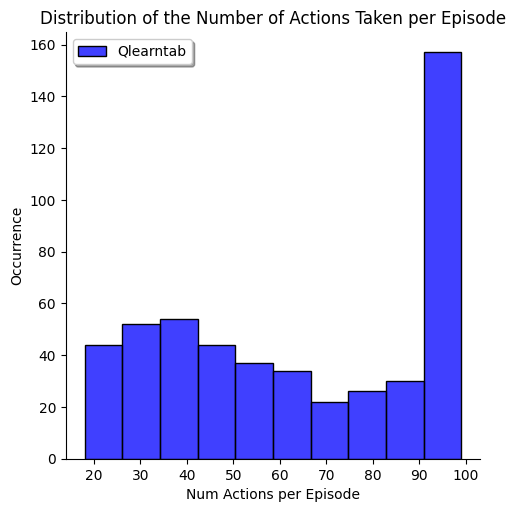 Distribution of the Number of Actions Taken per Episode
Qlearntab
160
140
120
100
80
60
40
20
0
Occurrence
20 30 40 50 60 70 80 90 100
Num Actions per Episode